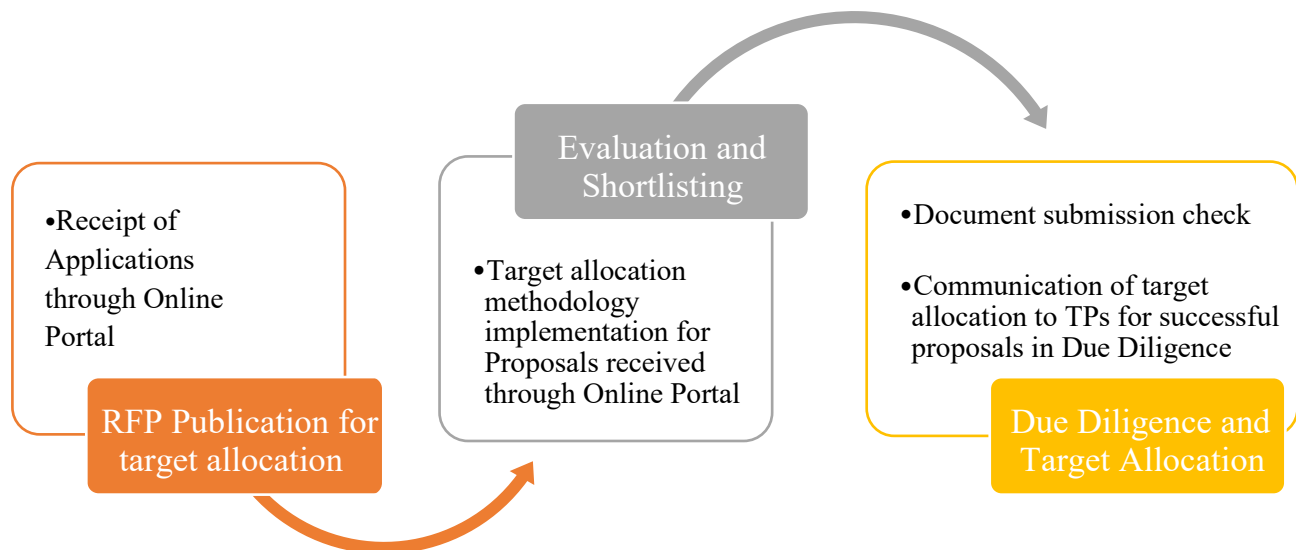 •Receipt of
Applications
through Online
Portal
RFP Publication for
target allocation
Evaluation and
Shortlisting
•Target allocation
methodology
implementation for
Proposals received
through Online Portal
•Document submission check
•Communication of target
allocation to TPs for successful
proposals in Due Diligence
Due Diligence and
Target Allocation